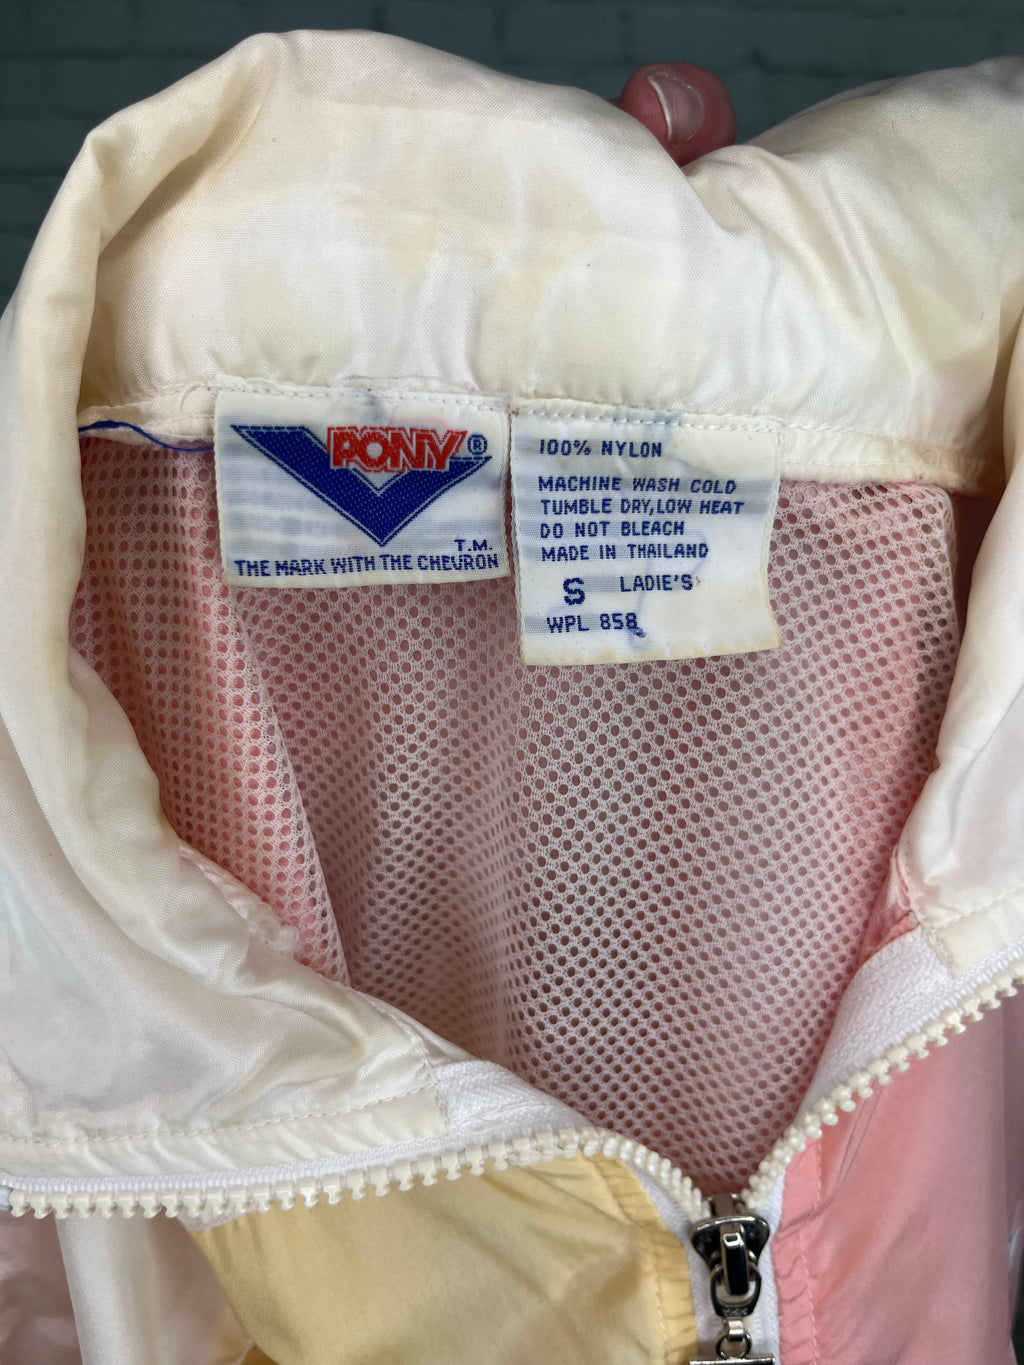 PONY®
T.M.
THE MARK WITH THE CHEVRON
100% NYLON
MACHINE WASH COLD
TUMBLE DRY,LOW HEAT
DO NOT BLEACH
MADE IN THAILAND
S LADIE'S
WPL 858